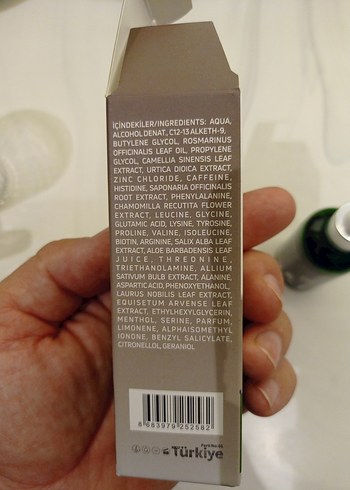 İÇİNDEKİLER/INGREDIENTS: AQUA,
ALCOHOL DENAT, C12-13 ALKETH-9,
BUTYLENE GLYCOL, ROSMARINUS
OFFICINALIS LEAF OIL, PROPYLENE
GLYCOL, CAMELLIA SINENSIS LEAF
EXTRACT, URTICA DIOICA EXTRACT,
ZINC CHLORIDE, CAFFEINE,
HISTIDINE, SAPONARIA OFFICINALIS
ROOT EXTRACT, PHENYLALANINE,
CHAMOMILLA RECUTITA FLOWER
EXTRACT, LEUCINE, GLYCINE,
GLUTAMIC ACID, LYSINE, TYROSINE,
PROLINE, VALINE, ISOLEUCINE,
BIOTIN, ARGININE, SALIX ALBA LEAF
EXTRACT, ALOE BARBADENSIS LEAF
JUICE, THREONINE,
TRIETHANOLAMINE, ALLIUM
SATIVUM BULB EXTRACT, ALANINE,
ASPARTIC ACID, PHENOXYETHANOL,
LAURUS NOBILIS LEAF EXTRACT,
EQUISETUM ARVENSE LEAF
EXTRACT, ETHYLHEXYLGLYCERIN,
MENTHOL, SERINE, PARFUM,
LIMONENE, ALPHAISOMETHYL
IONONE, BENZYL SALICYLATE,
CITRONELLOL, GERANIOL
8 683979 252582
Türkiye